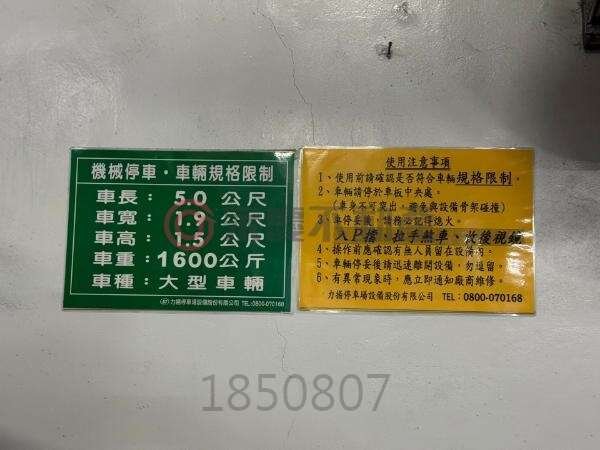 機械停車・車輛規格限制
車長： 5.0 公尺
車寬： 1.9 公尺
車高： 1.5 公尺
車重： 1600公斤
車種： 大型車輛
力揚停車場設備股份有限公司 TEL:0800-070168
使用注意事項
1、使用前請確認是否符合車輛規格限制。
2、車輛請停於車板中央處。
(車身不可突出，避免與設備骨架碰撞)
3、車停妥後，請務必記得熄火。
入P檔、拉手煞車、收後視鏡
4、操作前應確認有無人員留在設備內。
5、車輛停妥後請迅速離開設備，勿逗留。
6、有異常現象時，應立即通知廠商維修。
力揚停車場設備股份有限公司 TEL：0800-070168
1850807